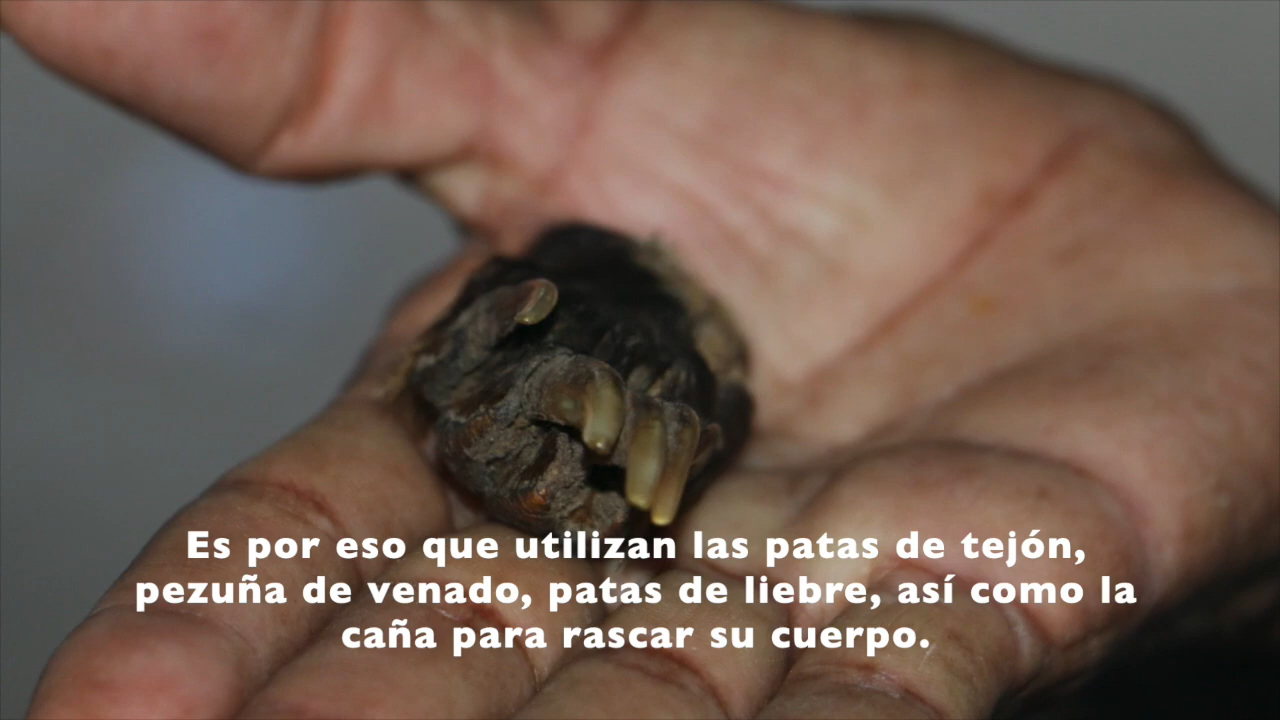 Es por eso que utilizan las patas de tejón,
pezuña de venado, patas de liebre, así como la
caña para rascar su cuerpo.